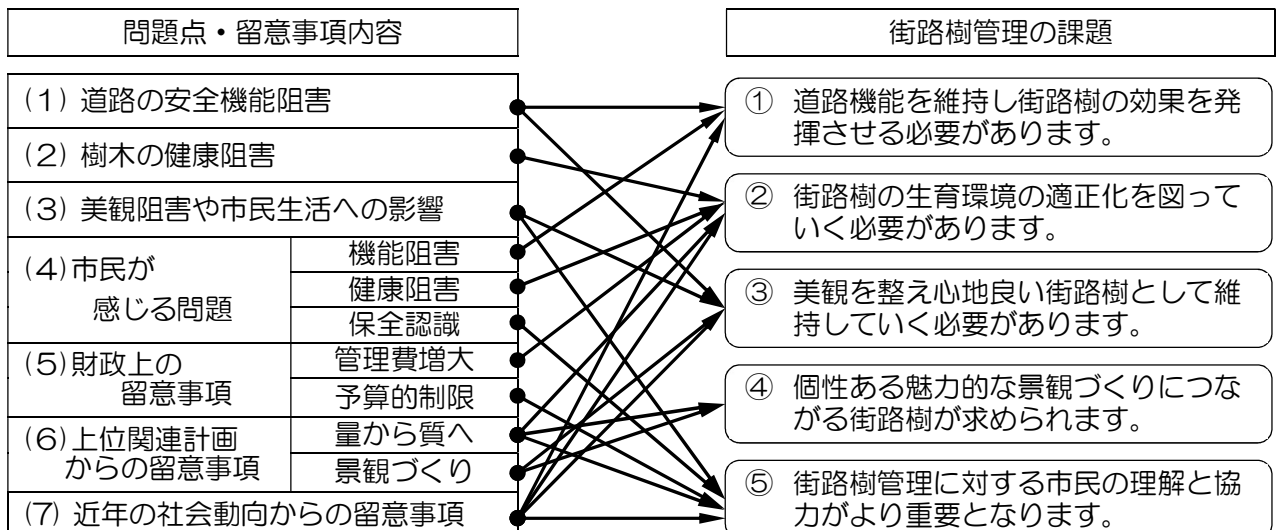 問題点・留意事項内容
(1) 道路の安全機能阻害
(2) 樹木の健康阻害
(3) 美観阻害や市民生活への影響
(4)市民が
感じる問題
機能阻害
健康阻害
保全認識
(5)財政上の
留意事項
管理費増大
予算的制限
(6)上位関連計画
からの留意事項
量から質へ
景観づくり
(7) 近年の社会動向からの留意事項
街路樹管理の課題
① 道路機能を維持し街路樹の効果を発
揮させる必要があります。
② 街路樹の生育環境の適正化を図って
いく必要があります。
③ 美観を整え心地良い街路樹として維
持していく必要があります。
④ 個性ある魅力的な景観づくりにつな
がる街路樹が求められます。
⑤ 街路樹管理に対する市民の理解と協
力がより重要となります。